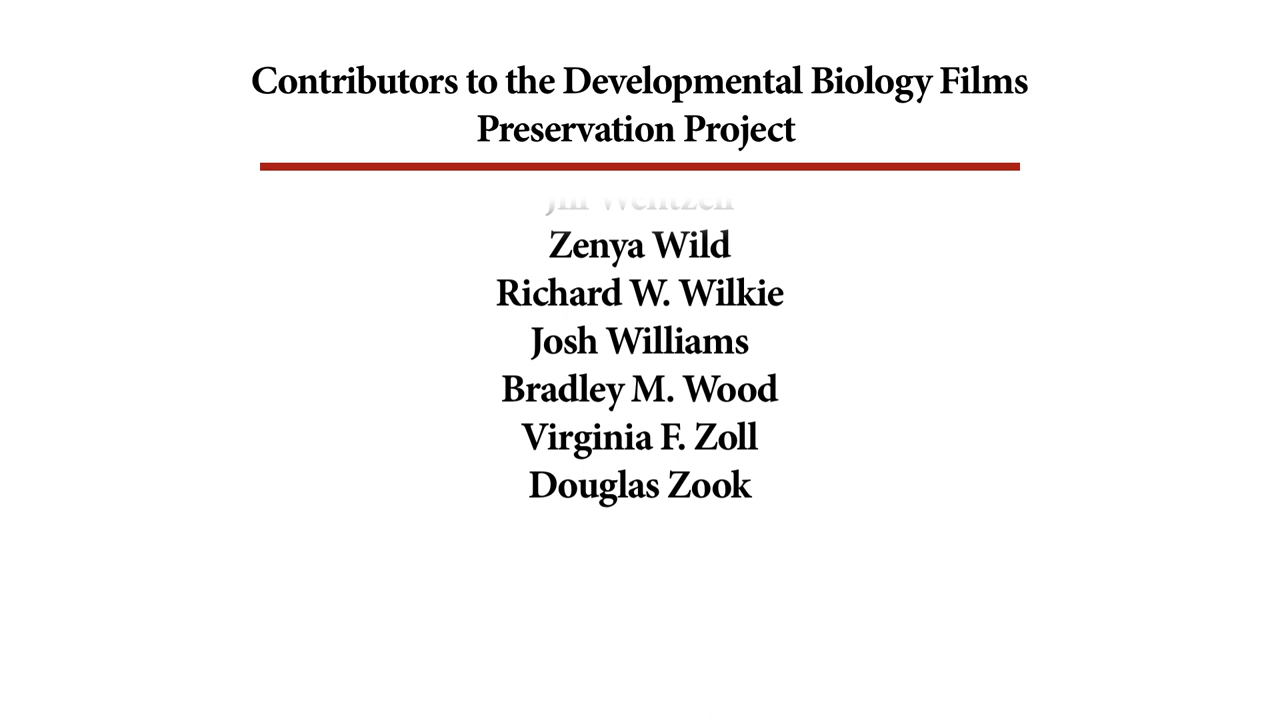 Contributors to the Developmental Biology Films
Preservation Project
Zenya Wild
Richard W. Wilkie
Josh Williams
Bradley M. Wood
Virginia F. Zoll
Douglas Zook